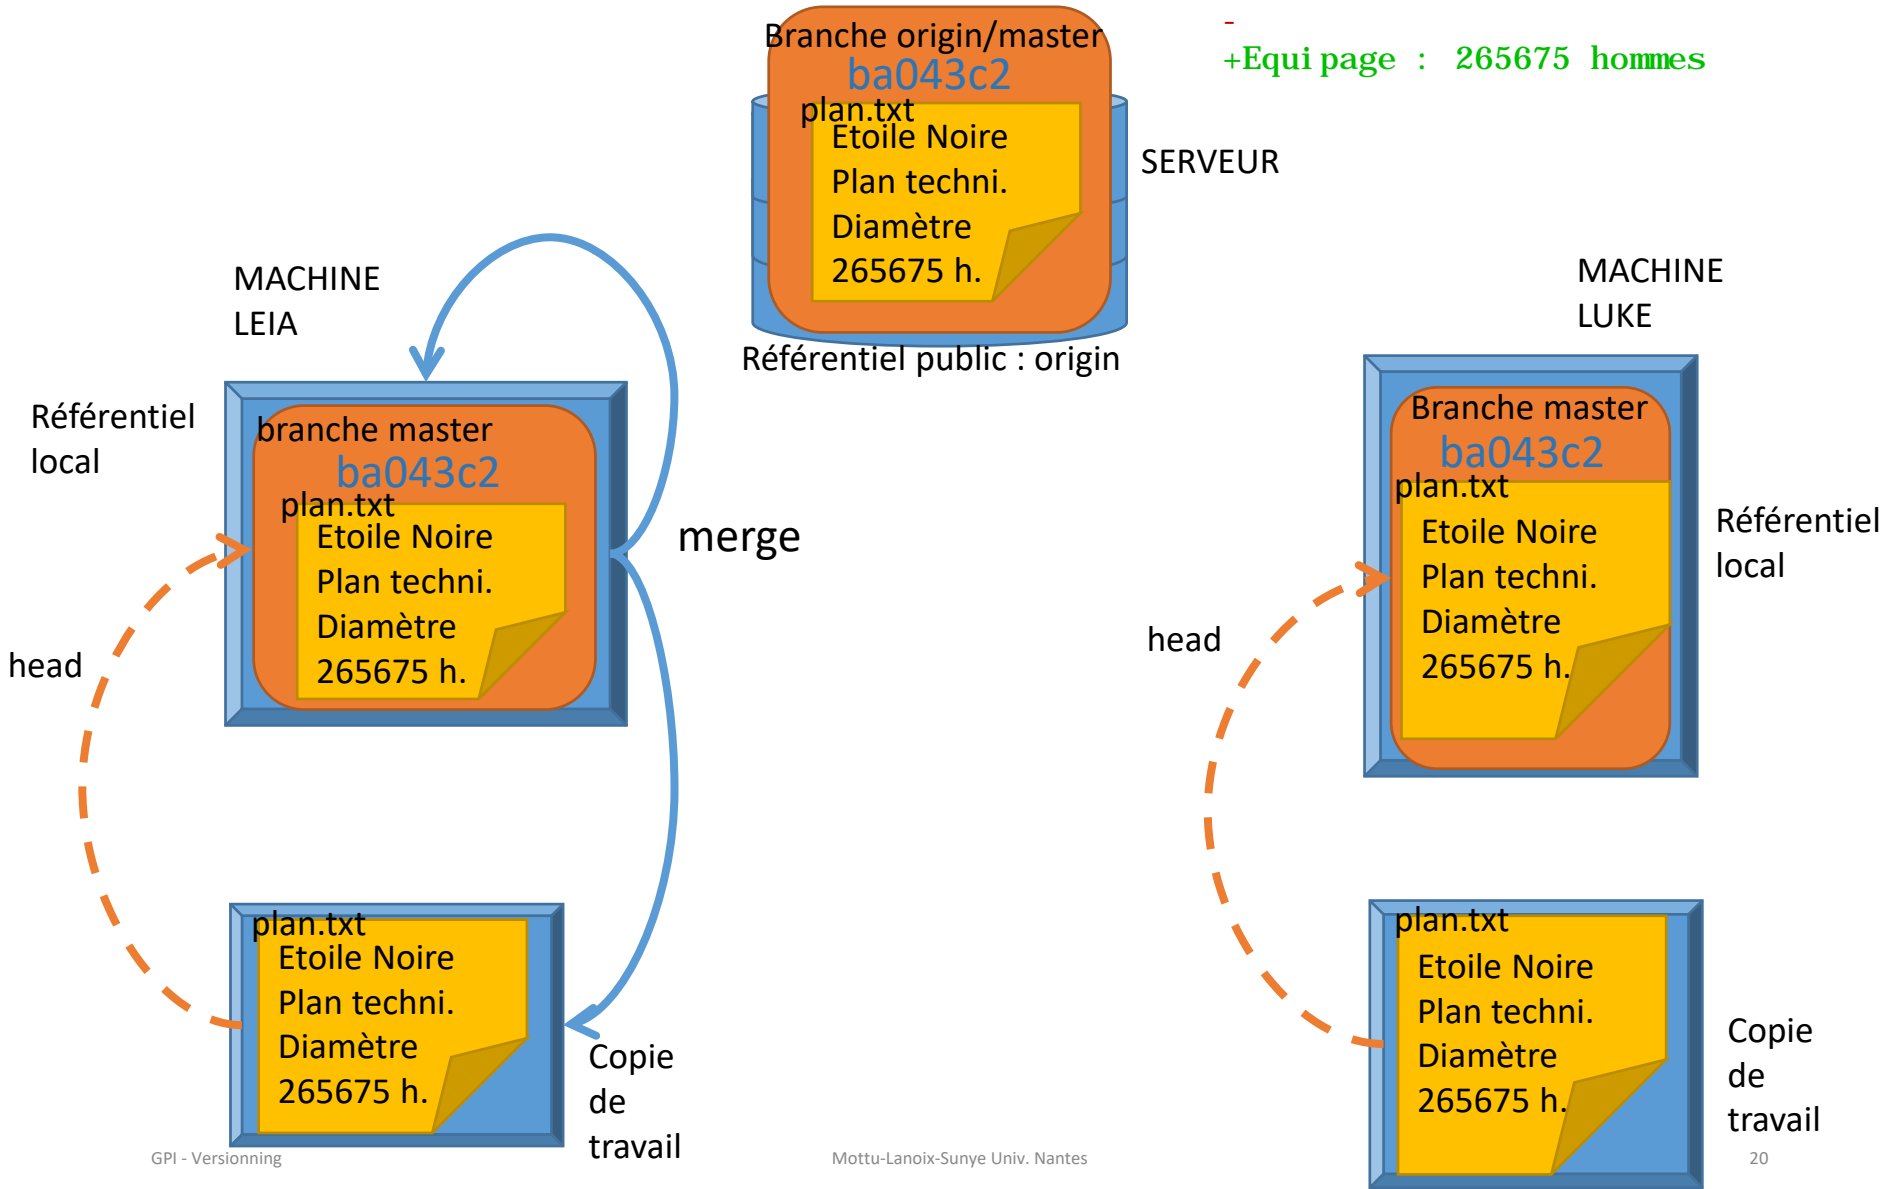 Branche origin/master
ba043c2
plan.txt
Etoile Noire
Plan techni.
Diamètre
265675 h.
-
+Equipage : 265675 hommes
SERVEUR
Référentiel public : origin
MACHINE
LEIA
Référentiel
local
branche master
ba043c2
plan.txt
Etoile Noire
Plan techni.
Diamètre
265675 h.
merge
head
plan.txt
Etoile Noire
Plan techni.
Diamètre
265675 h.
Copie
de
travail
MACHINE
LUKE
Branche master
ba043c2
plan.txt
Etoile Noire
Plan techni.
Diamètre
265675 h.
Référentiel
local
head
plan.txt
Etoile Noire
Plan techni.
Diamètre
265675 h.
Copie
de
travail
GPI - Versionning
Mottu-Lanoix-Sunye Univ. Nantes
20